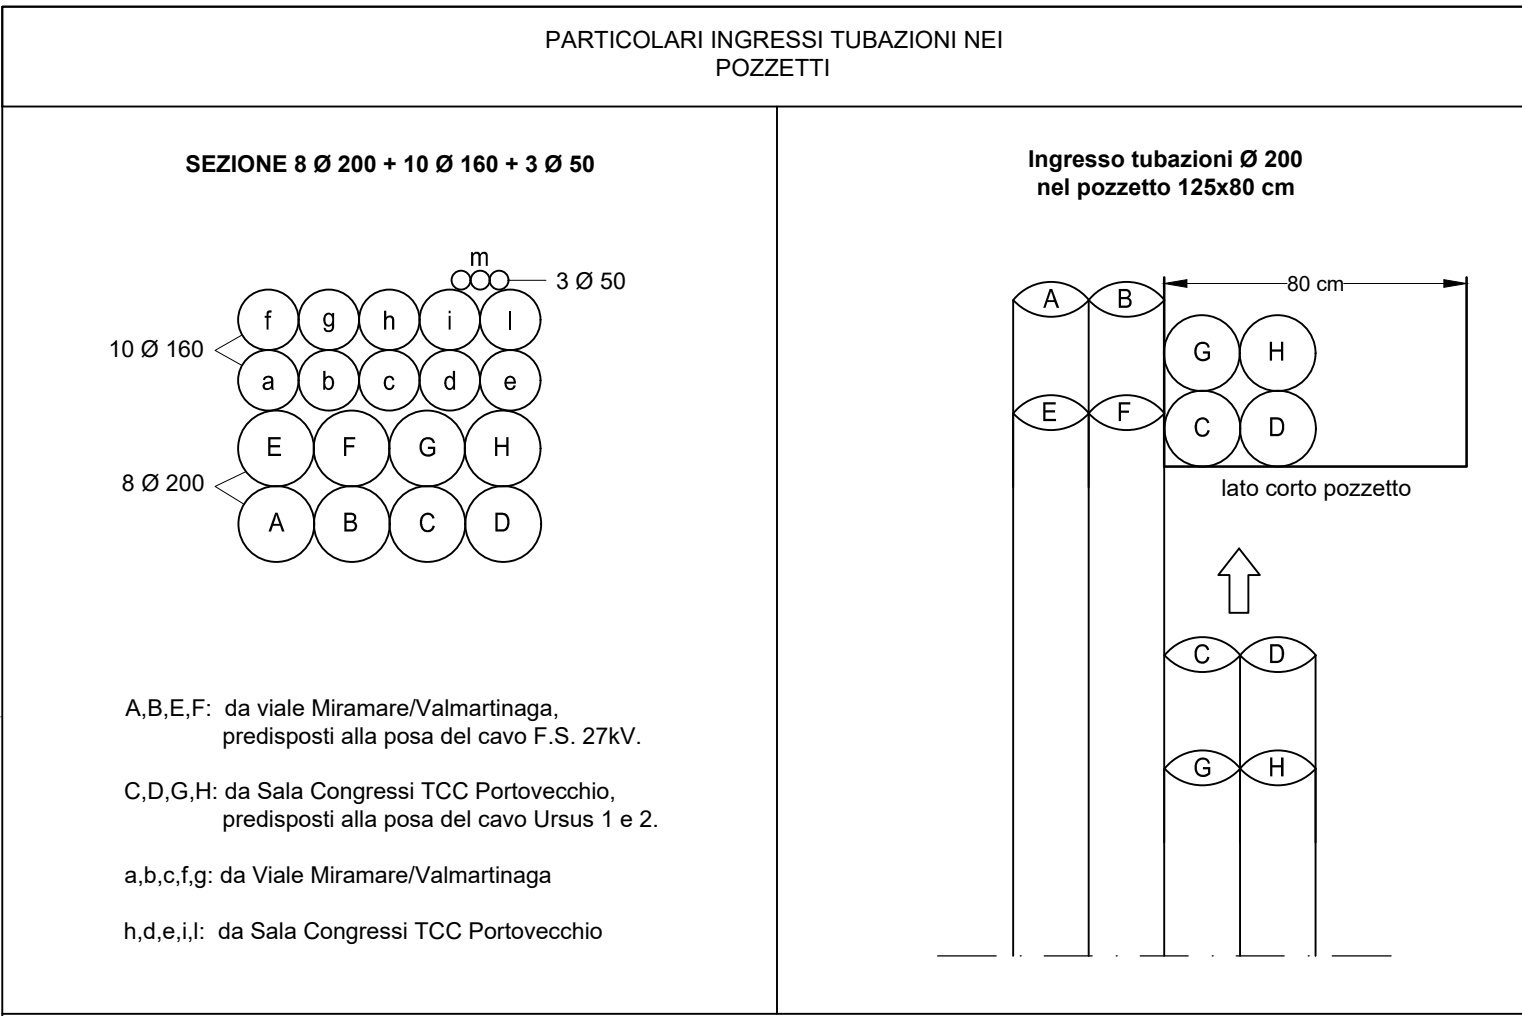 PARTICOLARI INGRESSI TUBAZIONI NEI
POZZETTI
SEZIONE 8 Ø 200 + 10 Ø 160 + 3 Ø 50
m
3 Ø 50
f g h i l
10 Ø 160
a b c d e
E F G H
8 Ø 200
A B C D
A,B,E,F: da viale Miramare/Valmartinaga,
predisposti alla posa del cavo F.S. 27kV.
C,D,G,H: da Sala Congressi TCC Portovecchio,
predisposti alla posa del cavo Ursus 1 e 2.
a,b,c,f,g: da Viale Miramare/Valmartinaga
h,d,e,i,l: da Sala Congressi TCC Portovecchio
Ingresso tubazioni Ø 200
nel pozzetto 125x80 cm
80 cm
A B
G H
E F
C D
lato corto pozzetto
C D
G H